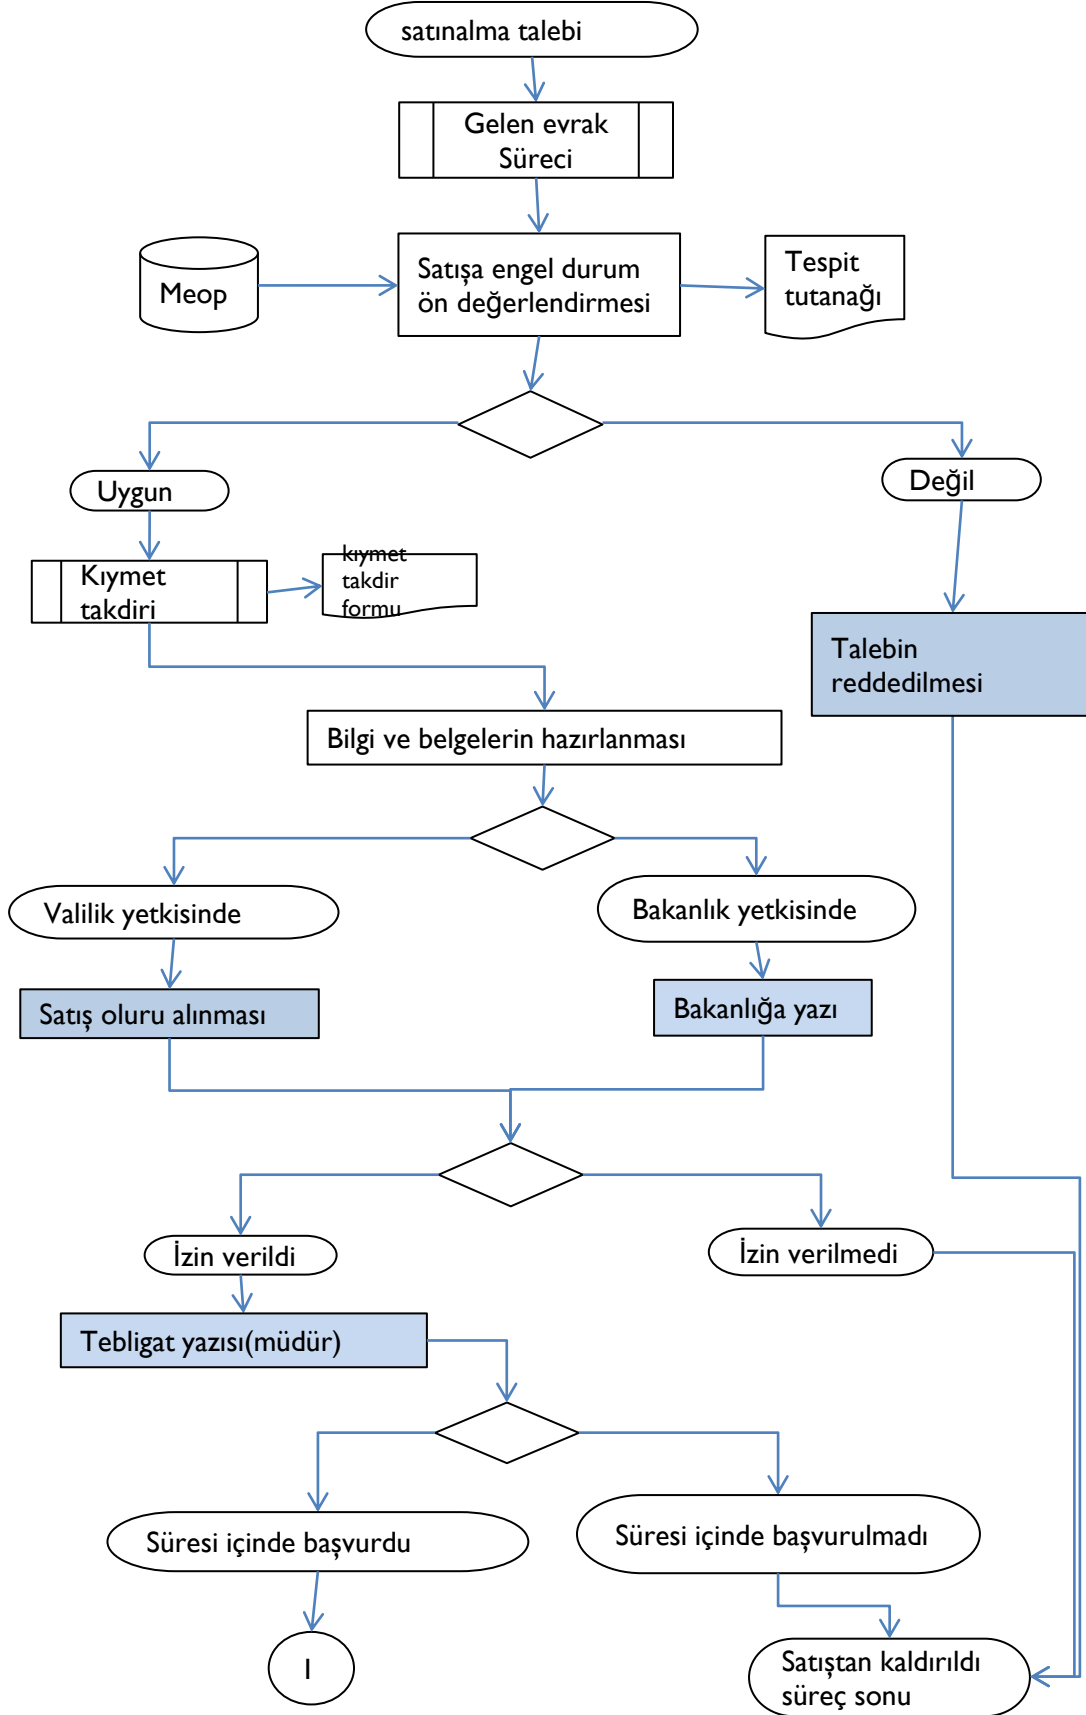 satınalma talebi
Gelen evrak
Süreci
Meop
Satışa engel durum
ön değerlendirmesi
Tespit
tutanağı
Uygun
Değil
Kıymet
takdiri
kıymet
takdir
formu
Talebin
reddedilmesi
Bilgi ve belgelerin hazırlanması
Valilik yetkisinde
Bakanlık yetkisinde
Satış oluru alınması
Bakanlığa yazı
İzin verildi
İzin verilmedi
Tebligat yazısı(müdür)
Süresi içinde başvurdu
Süresi içinde başvurulmadı
1
Satıştan kaldırıldı
süreç sonu